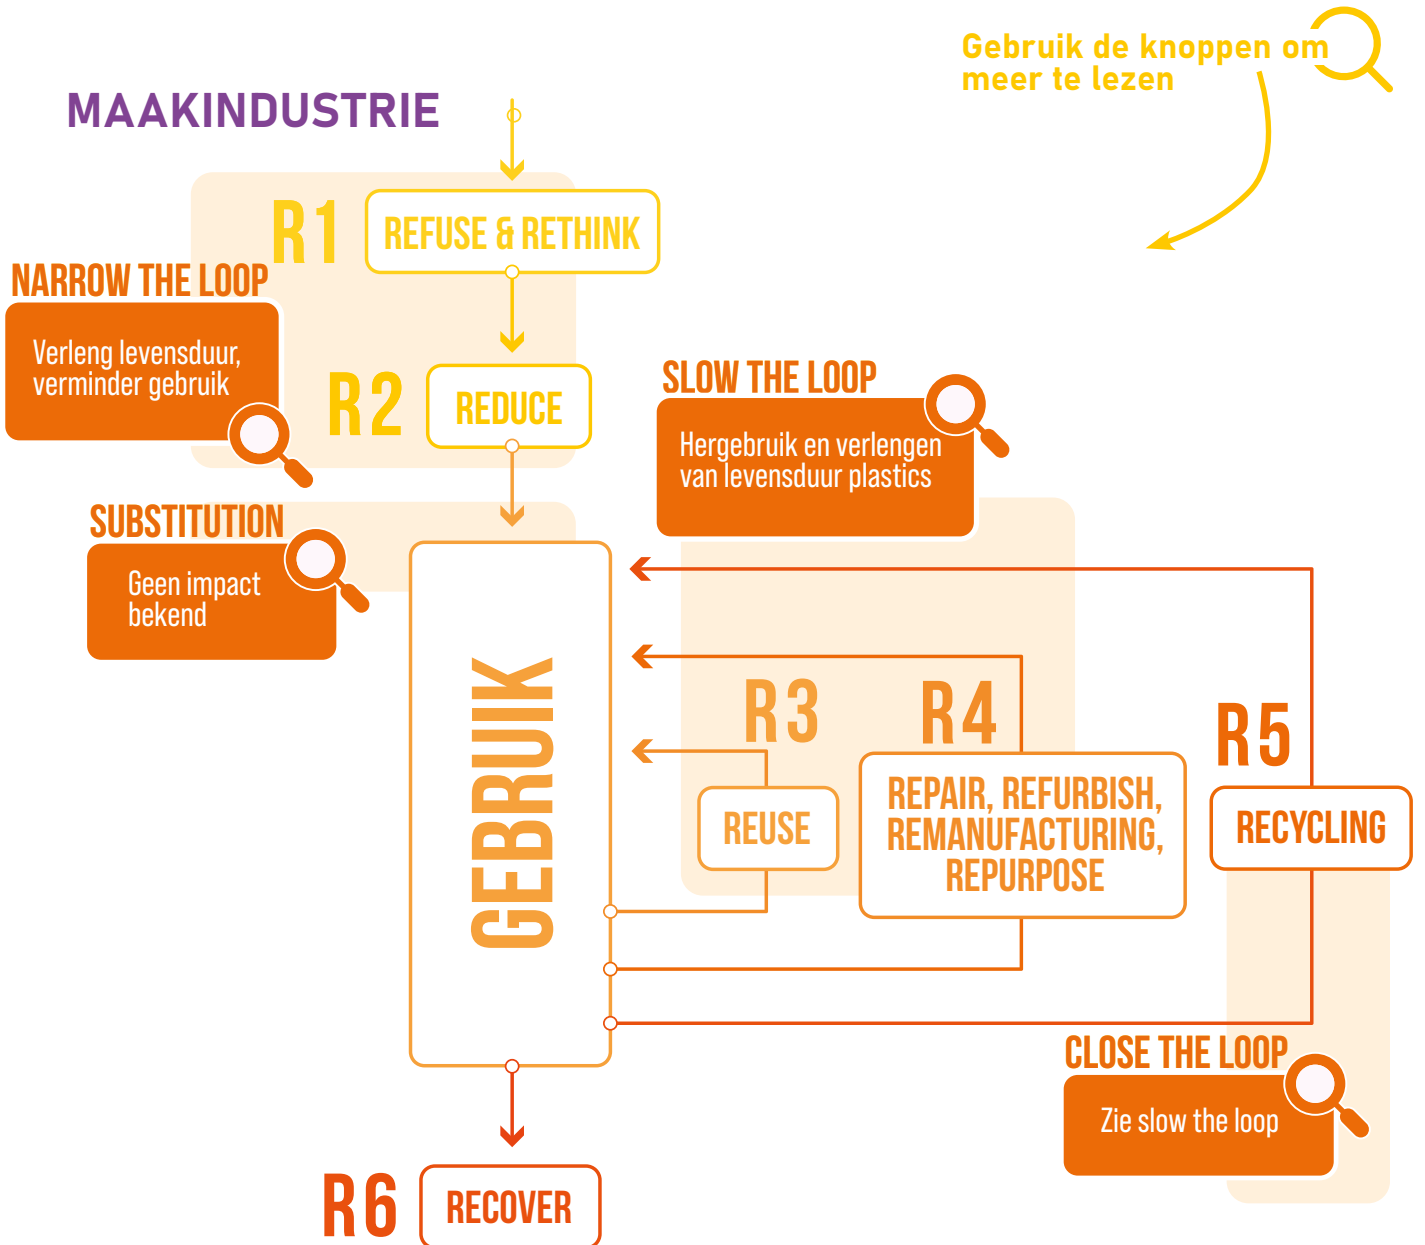 Gebruik de knoppen om
meer te lezen
MAAKINDUSTRIE
R1
REFUSE & RETHINK
NARROW THE LOOP
Verleng levensduur,
verminder gebruik
R2
REDUCE
SLOW THE LOOP
Hergebruik en verlengen
van levensduur plastics
SUBSTITUTION
Geen impact
bekend
GEBRUIK
R3
REUSE
R4
REPAIR, REFURBISH,
REMANUFACTURING,
REPURPOSE
R5
RECYCLING
CLOSE THE LOOP
Zie slow the loop
R6
RECOVER